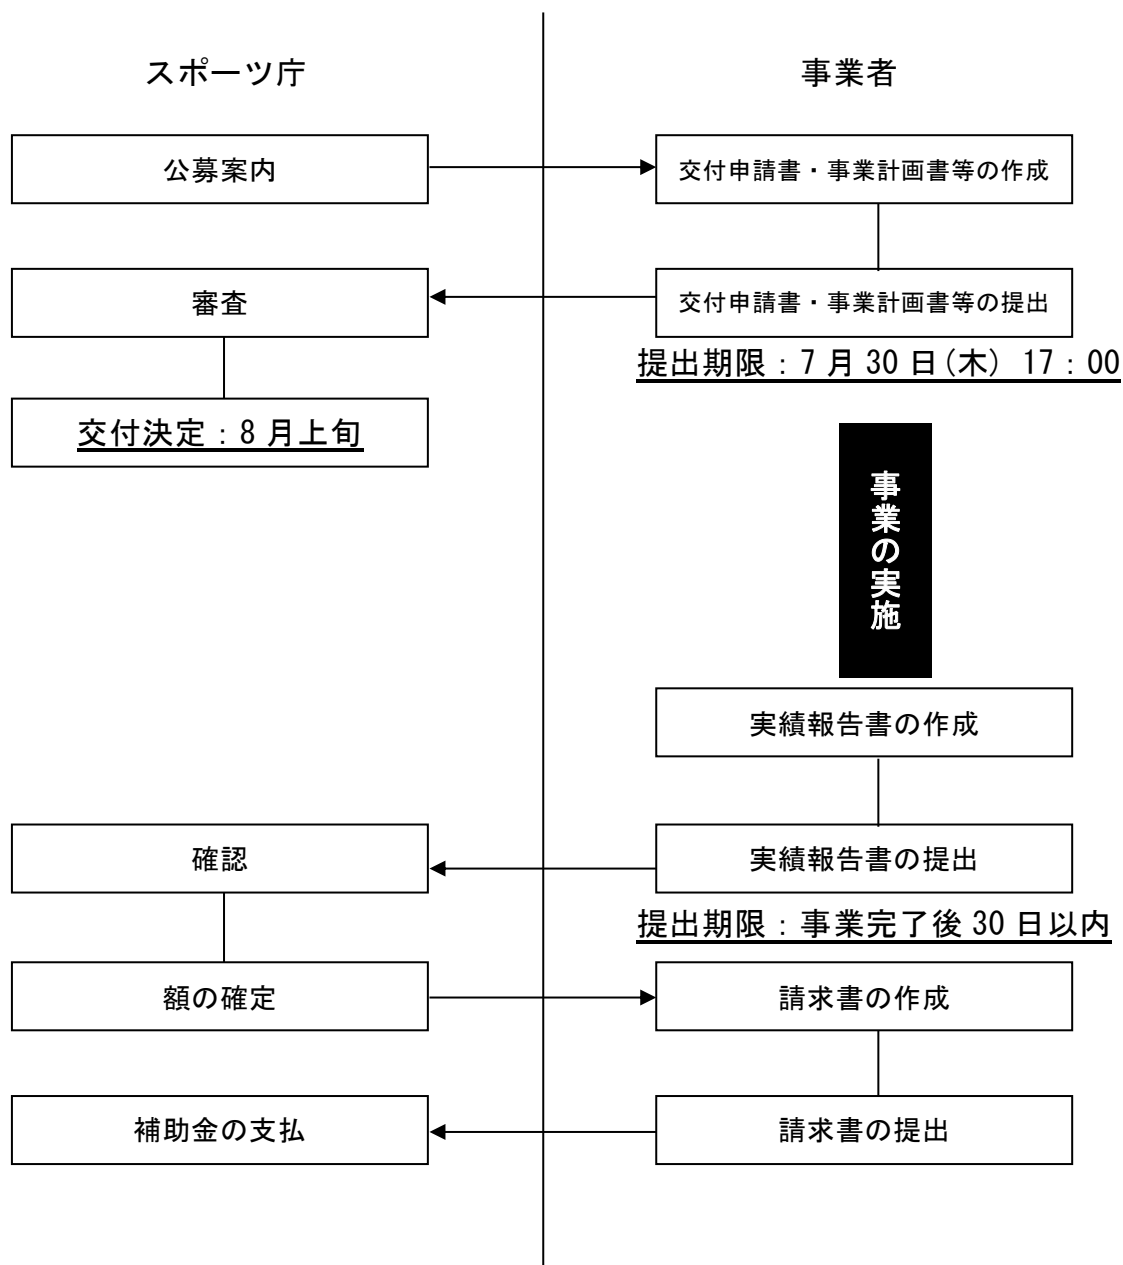 スポーツ庁
事業者
公募案内
交付申請書・事業計画書等の作成
審査
交付申請書・事業計画書等の提出
提出期限：7月30日(木) 17：00
交付決定：8月上旬
事業の実施
実績報告書の作成
確認
実績報告書の提出
提出期限：事業完了後30日以内
額の確定
請求書の作成
補助金の支払
請求書の提出